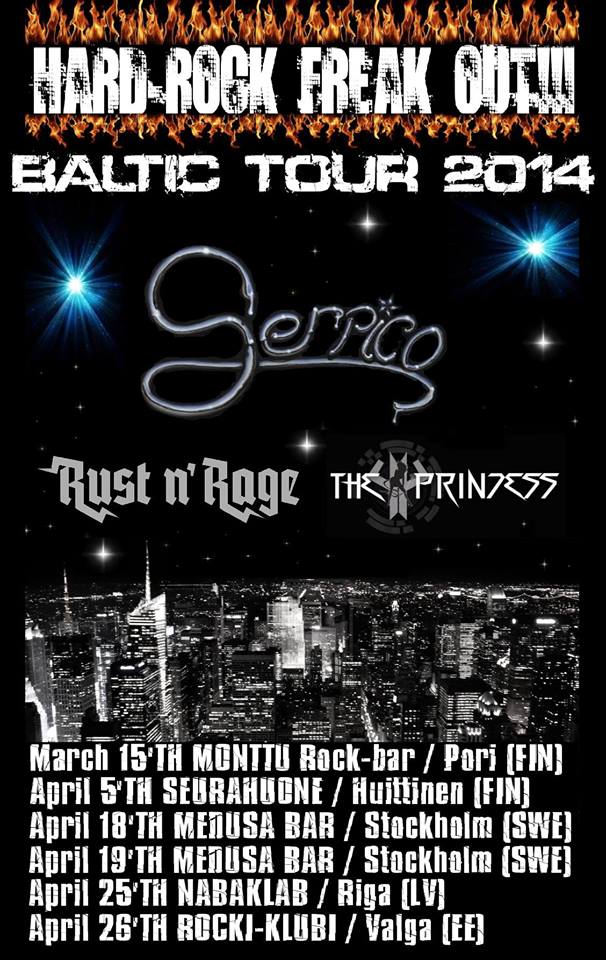 HARD-ROCK FREAK OUT!!!
BALTIC TOUR 2014
Serpico
Rust n' Rage THE PRINCESS
March 15'TH MONTTU Rock-bar / Pori (FIN)
April 5'TH SEURAHUONE / Huittinen (FIN)
April 18'TH MEDUSA BAR / Stockholm (SWE)
April 19'TH MEDUSA BAR / Stockholm (SWE)
April 25'TH NABAKLAB / Riga (LV)
April 26'TH ROCKI-KLUBI / Valga (EE)